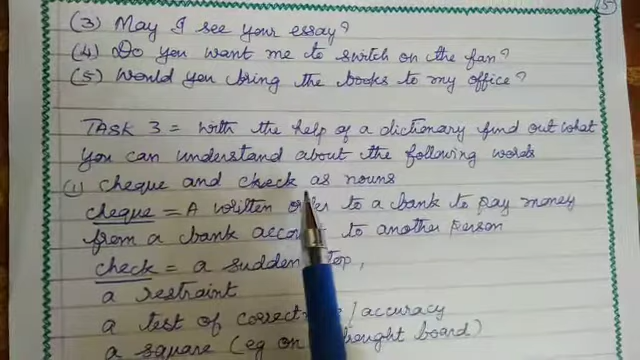 15
(3) May I see your essay?
(4) Do you want me to switch on the fan?
(5) Would you bring the books to my office?
TASK 3 = With the help of a dictionary find out what
you can understand about the following words
(1) cheque and check as nouns
cheque = A written order to a bank to pay money
from a bank to another person
check = a sudden
a restraint
a test of / accuracy
a square (eg on board)